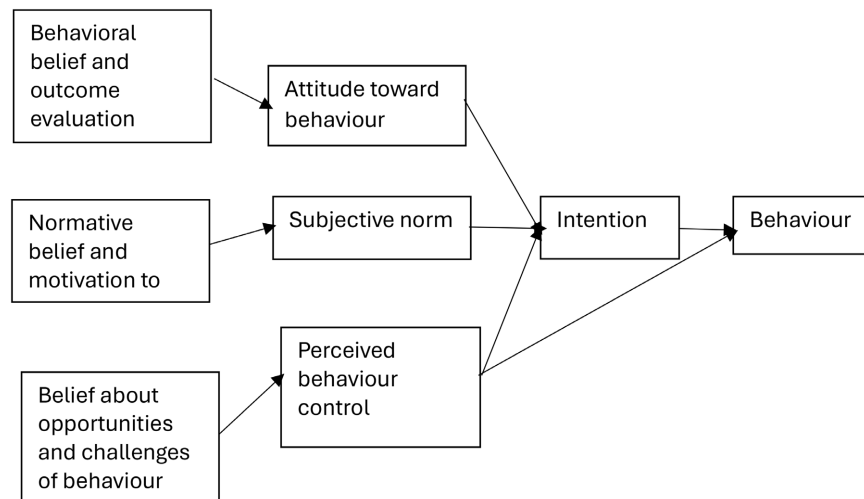 Behavioral
belief and
outcome
evaluation
Attitude toward
behaviour
Normative
belief and
motivation to
Subjective norm
Intention
Behaviour
Perceived
behaviour
control
Belief about
opportunities
and challenges
of behaviour